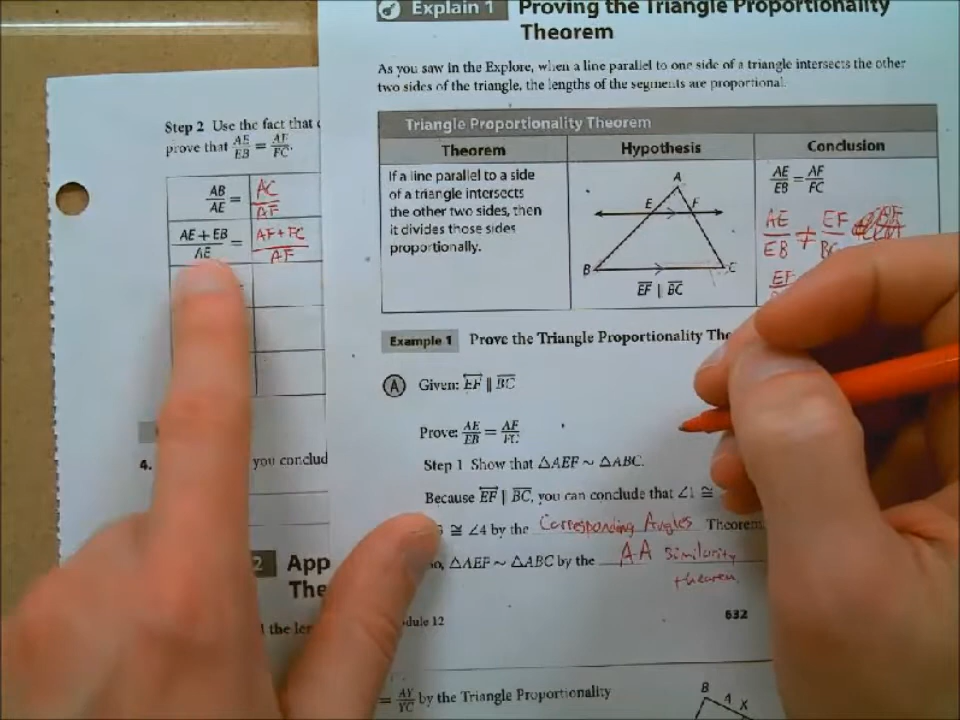 Explain 1 Proving the Triangle Proportionality
Theorem
As you saw in the Explore, when a line parallel to one side of a triangle intersects the other
two sides of the triangle, the lengths of the segments are proportional.
Triangle Proportionality Theorem
Theorem Hypothesis Conclusion
If a line parallel to a side
of a triangle intersects
the other two sides, then
it divides those sides
proportionally.
A
E F
B C
EF ∥ BC
AE/EB = AF/FC
AE/EB ≠ EF/BC
EF
Example 1 Prove the Triangle Proportionality
A Given: EF ∥ BC
Prove: AE/EB = AF/FC
Step 1 Show that △AEF ~ △ABC.
Because EF ∥ BC, you can conclude that ∠1 ≅
≅ ∠4 by the Corresponding Angles Theorem
△AEF ~ △ABC by the AA Similarity
theorem
632
Step 2 Use the fact that
prove that AE/EB = AF/FC.
AB/AE = AC/AF
AE + EB/AE = AF + FC/AF
4. you conclud
2 App
The
the
dule 12
= AY/YC by the Triangle Proportionality
B
X